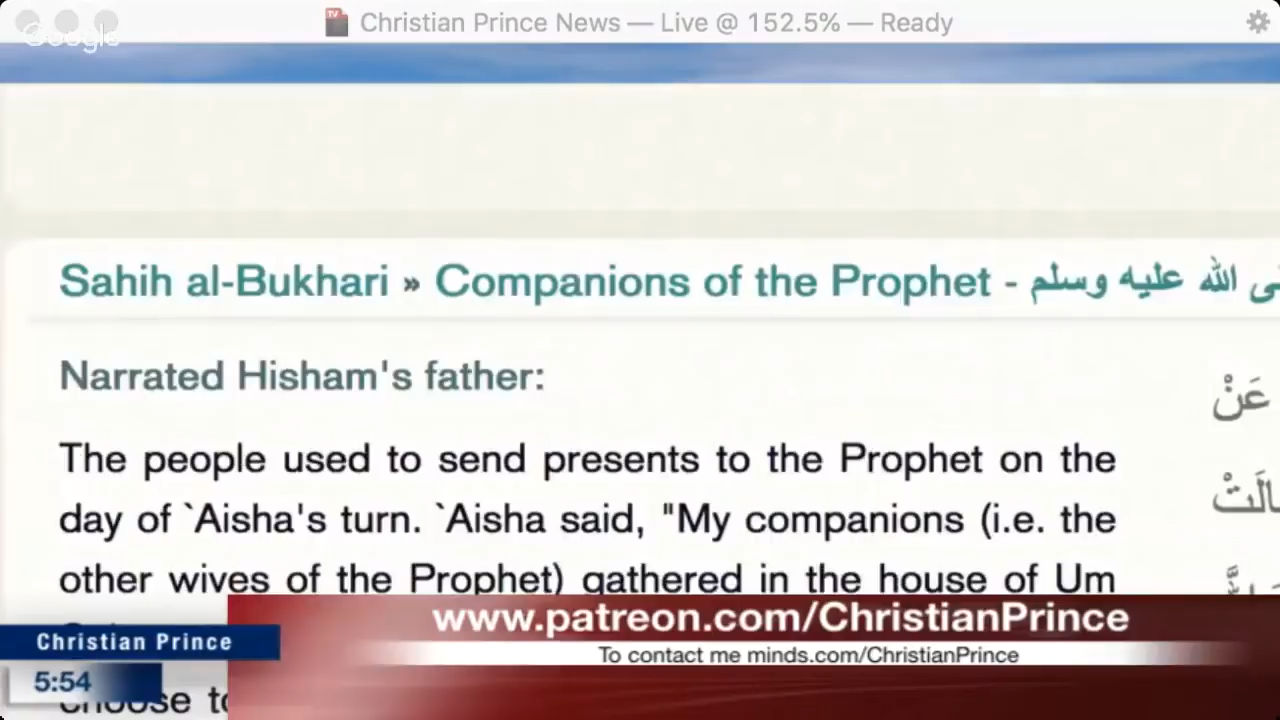 Christian Prince News — Live @ 152.5% — Ready
Google
Sahih al-Bukhari » Companions of the Prophet - ى الله عليه وسلم
Narrated Hisham's father:
عَنْ
The people used to send presents to the Prophet on the
day of `Aisha's turn. `Aisha said, "My companions (i.e. the
other wives of the Prophet) gathered in the house of Um
www.patreon.com/ChristianPrince
Christian Prince
To contact me minds.com/ChristianPrince
5:54
choose to